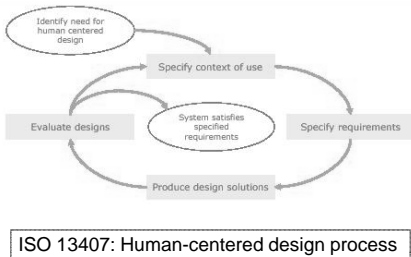 Identify need for
human centered
design
Specify context of use
Evaluate designs
System satisfies
specified
requirements
Specify requirements
Produce design solutions
ISO 13407: Human-centered design process